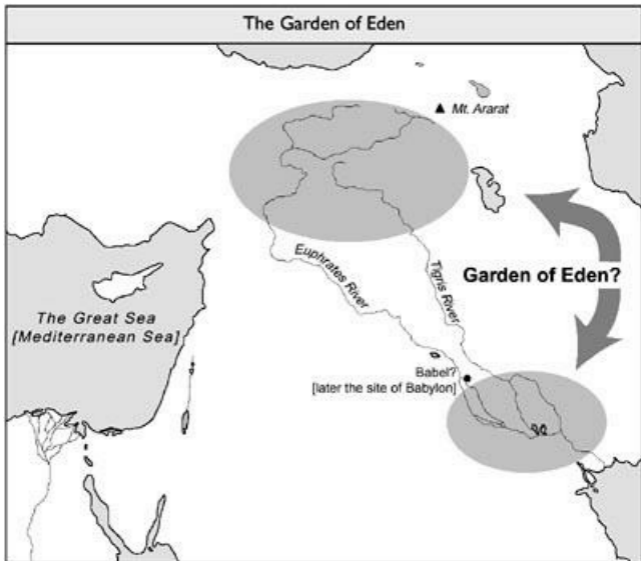 The Garden of Eden
Mt. Ararat
Euphrates River
Tigris River
Garden of Eden?
The Great Sea
[Mediterranean Sea]
Babel?
[later the site of Babylon]